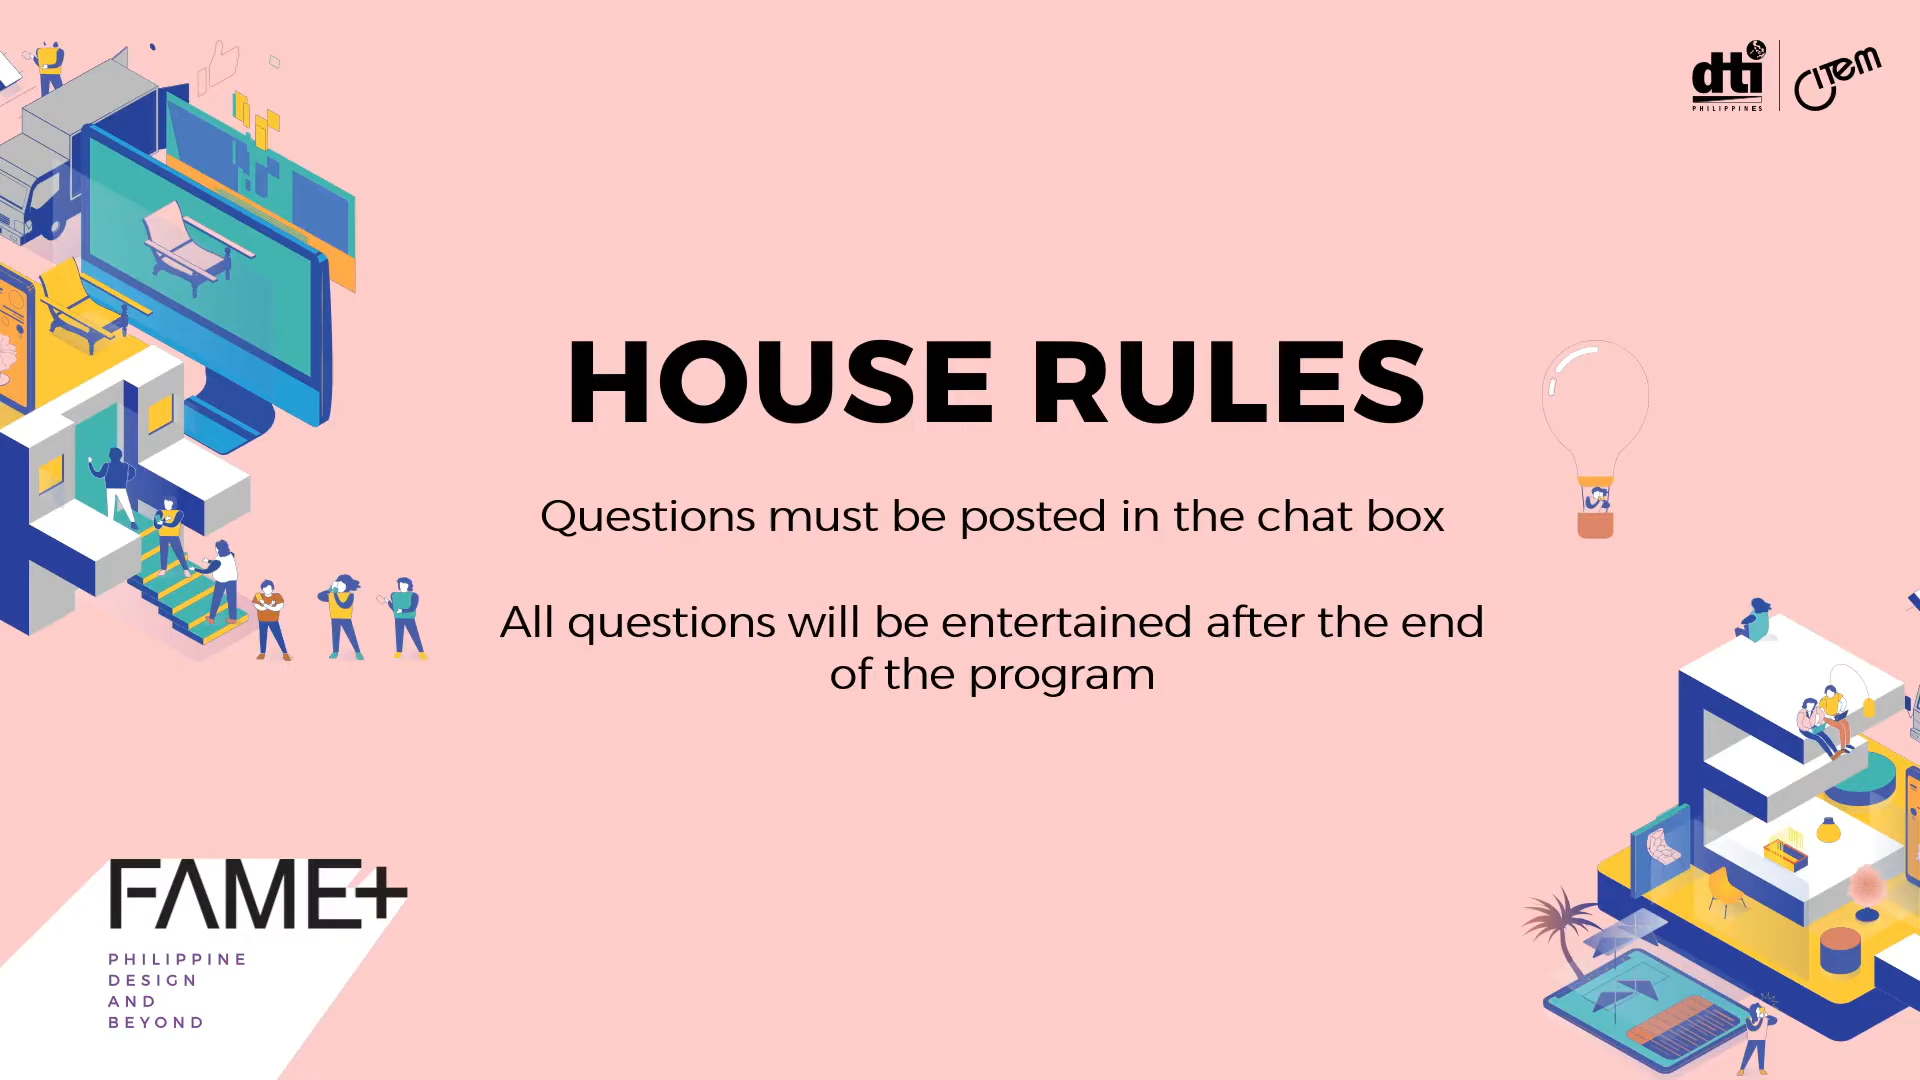 dti
PHILIPPINES
CITEM
HOUSE RULES
Questions must be posted in the chat box
All questions will be entertained after the end
of the program
FAME+
PHILIPPINE
DESIGN
AND
BEYOND